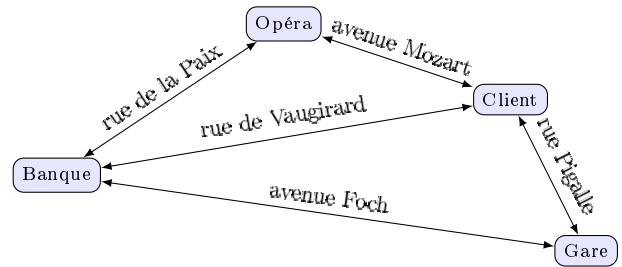 Opéra
avenue Mozart
rue de la Paix
Client
rue de Vaugirard
rue Pigalle
Banque
avenue Foch
Gare